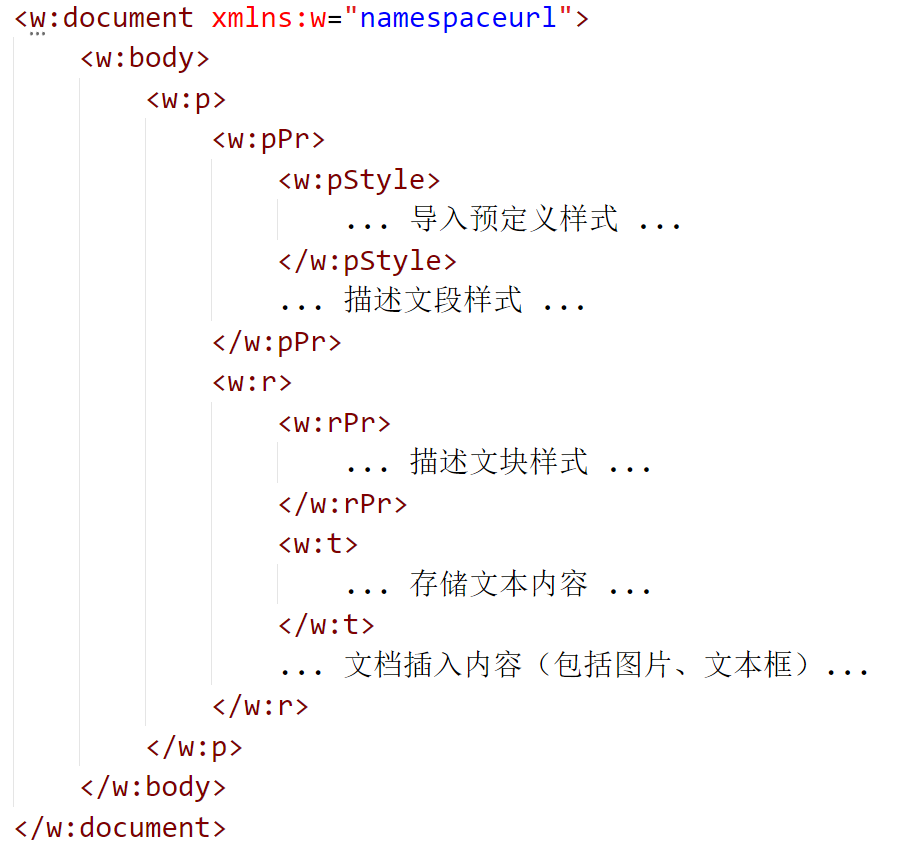 <w:document xmlns:w="namespaceurl">
<w:body>
<w:p>
<w:pPr>
<w:pStyle>
... 导入预定义样式 ...
</w:pStyle>
... 描述文段样式 ...
</w:pPr>
<w:r>
<w:rPr>
... 描述文块样式 ...
</w:rPr>
<w:t>
... 存储文本内容 ...
</w:t>
... 文档插入内容（包括图片、文本框）...
</w:r>
</w:p>
</w:body>
</w:document>